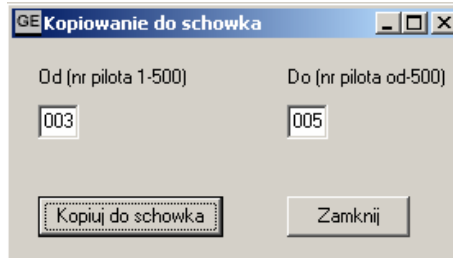 GE Kopiowanie do schowka
Od (nr pilota 1-500) Do (nr pilota od-500)
003 005
Kopiuj do schowka Zamknij